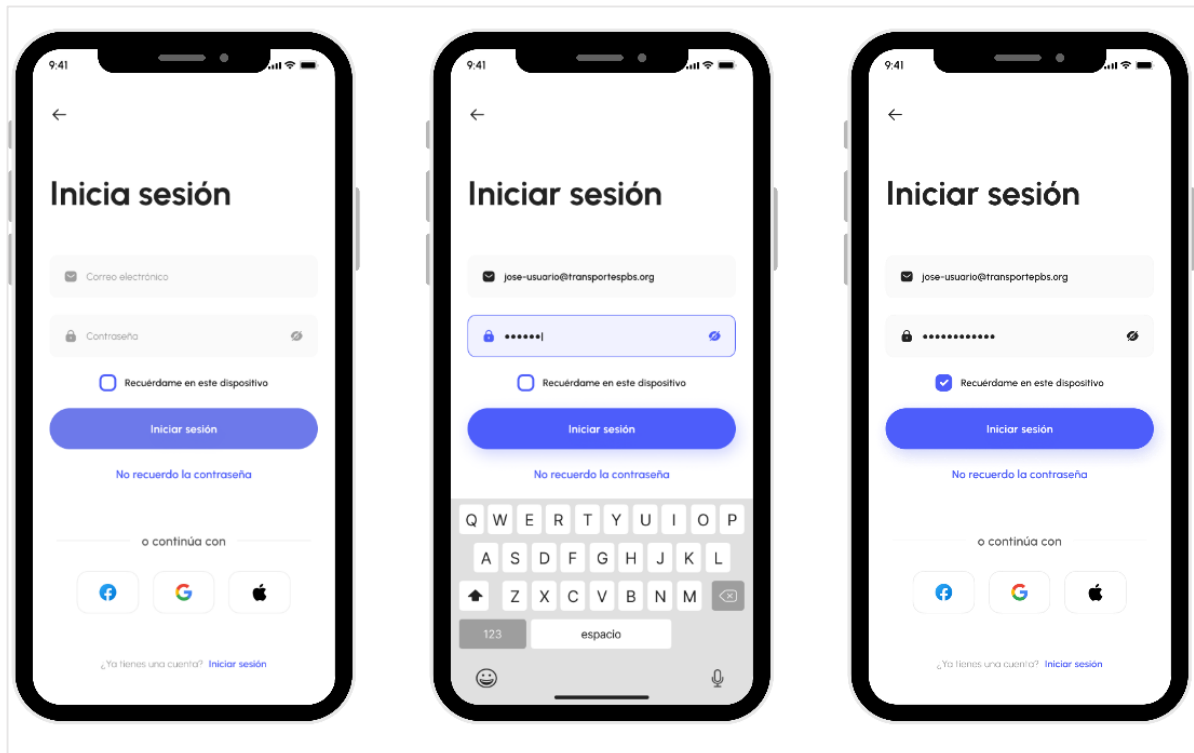 9:41
Inicia sesión
Correo electrónico
Contraseña
Recuérdame en este dispositivo
Iniciar sesión
No recuerdo la contraseña
o continúa con
¿Ya tienes una cuenta? Iniciar sesión
9:41
Iniciar sesión
jose-usuario@transportespbs.org
••••••
Recuérdame en este dispositivo
Iniciar sesión
No recuerdo la contraseña
Q W E R T Y U I O P
A S D F G H J K L
Z X C V B N M
123 espacio
9:41
Iniciar sesión
jose-usuario@transportepbs.org
••••••••••••
Recuérdame en este dispositivo
Iniciar sesión
No recuerdo la contraseña
o continúa con
¿Ya tienes una cuenta? Iniciar sesión